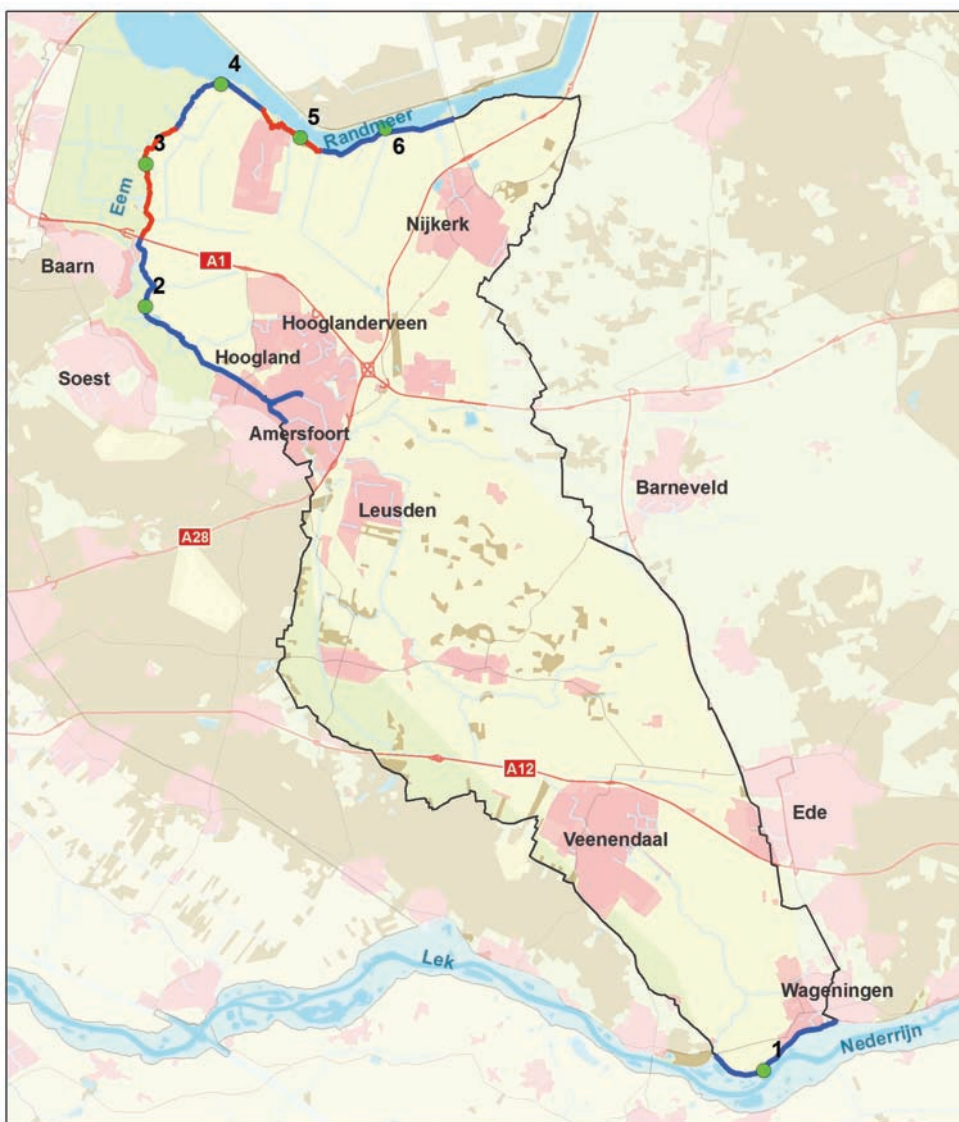 4
5
Randmeer
6
3
Eem
Nijkerk
A1
Baarn
2
Hooglanderveen
Hoogland
Soest
Amersfoort
Barneveld
Leusden
A28
A12
Ede
Veenendaal
Lek
Wageningen
Nederrijn
1